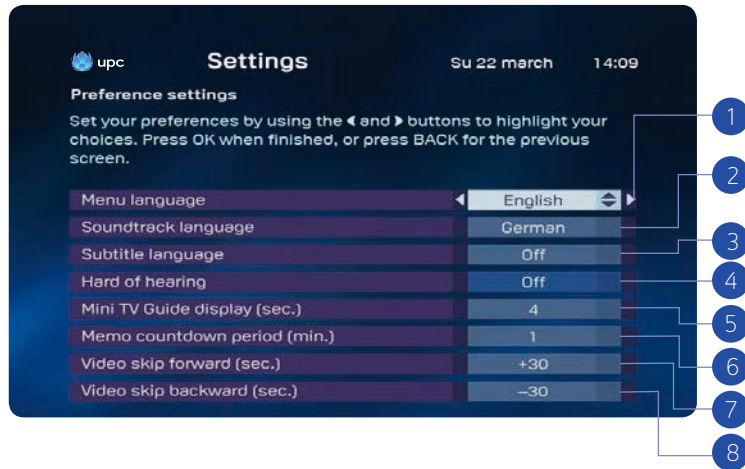 upc Settings Su 22 march 14:09
Preference settings
Set your preferences by using the ◀ and ▶ buttons to highlight your
choices. Press OK when finished, or press BACK for the previous
screen.
Menu language English
Soundtrack language German
Subtitle language Off
Hard of hearing Off
Mini TV Guide display (sec.) 4
Memo countdown period (min.) 1
Video skip forward (sec.) +30
Video skip backward (sec.) –30
1
2
3
4
5
6
7
8